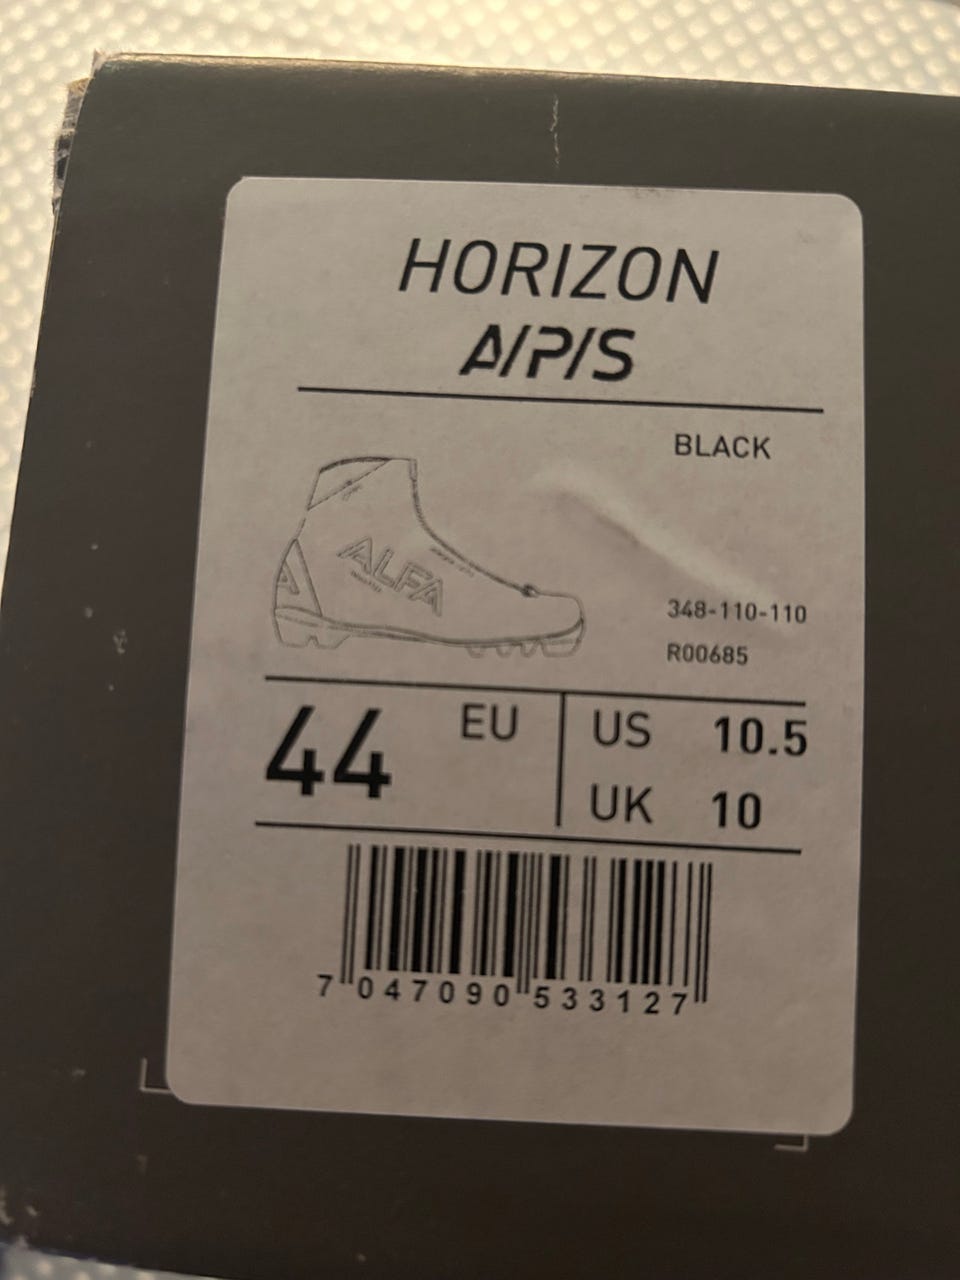 HORIZON
A/P/S
BLACK
ALFA
348-110-110
R00685
44 EU
US 10.5
UK 10
7 047090 533127